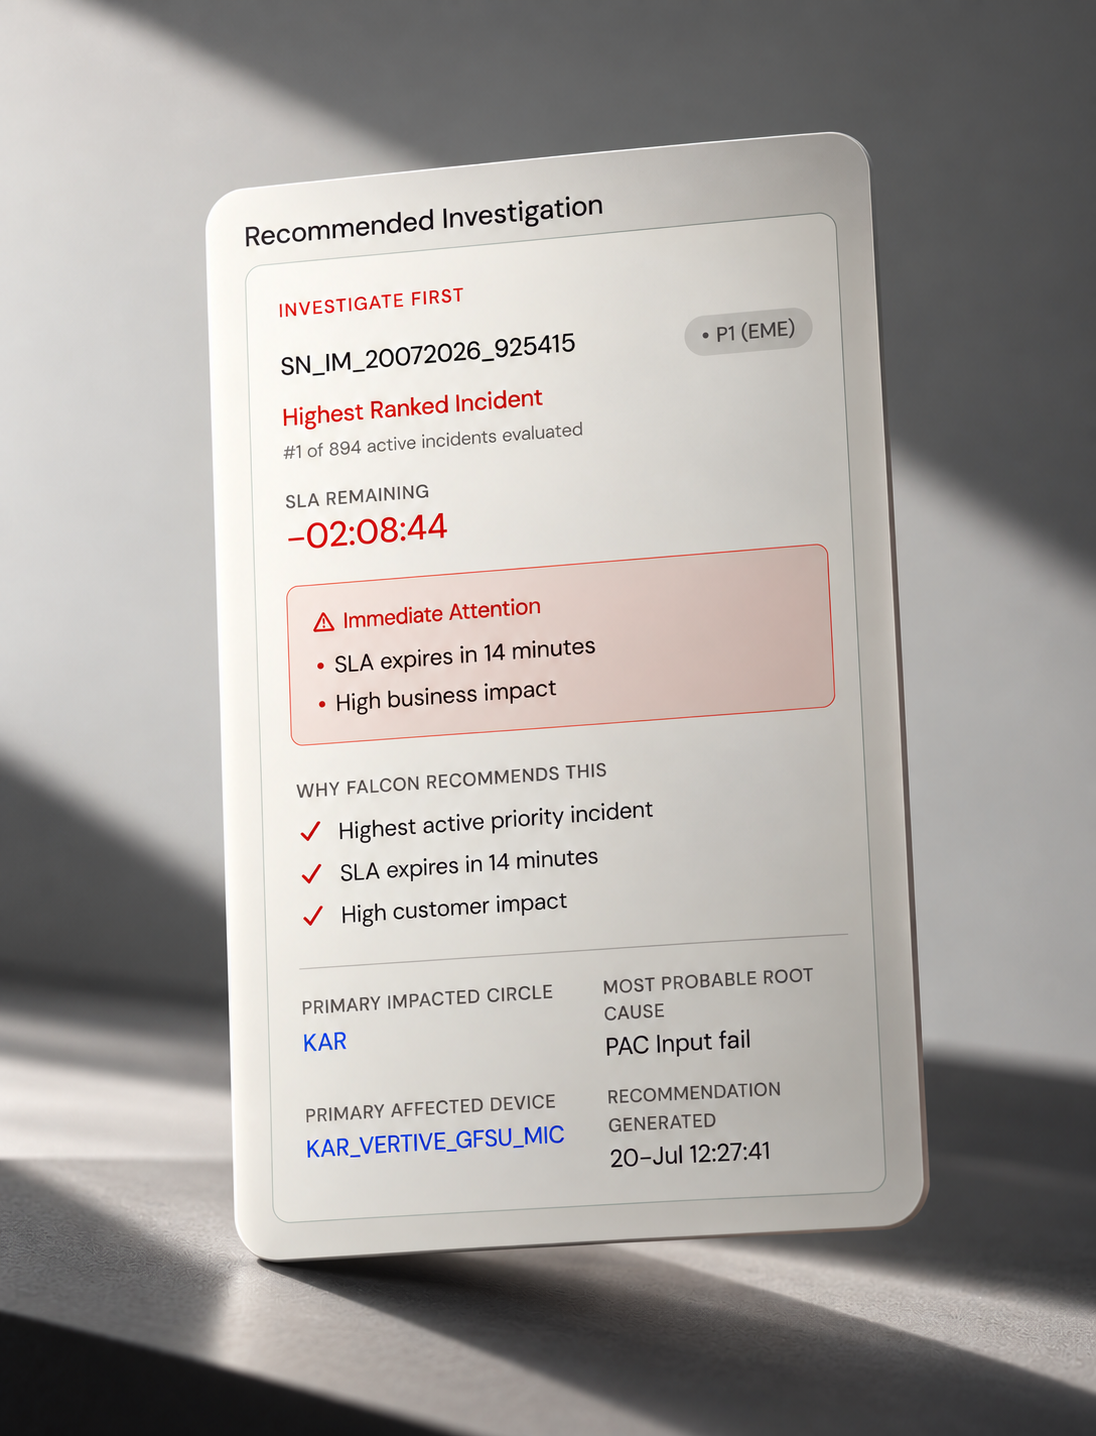 Recommended Investigation
INVESTIGATE FIRST
SN_IM_20072026_925415
• P1 (EME)
Highest Ranked Incident
#1 of 894 active incidents evaluated
SLA REMAINING
–02:08:44
Immediate Attention
• SLA expires in 14 minutes
• High business impact
WHY FALCON RECOMMENDS THIS
Highest active priority incident
SLA expires in 14 minutes
High customer impact
PRIMARY IMPACTED CIRCLE
KAR
MOST PROBABLE ROOT
CAUSE
PAC Input fail
PRIMARY AFFECTED DEVICE
KAR_VERTIVE_GFSU_MIC
RECOMMENDATION
GENERATED
20–Jul 12:27:41